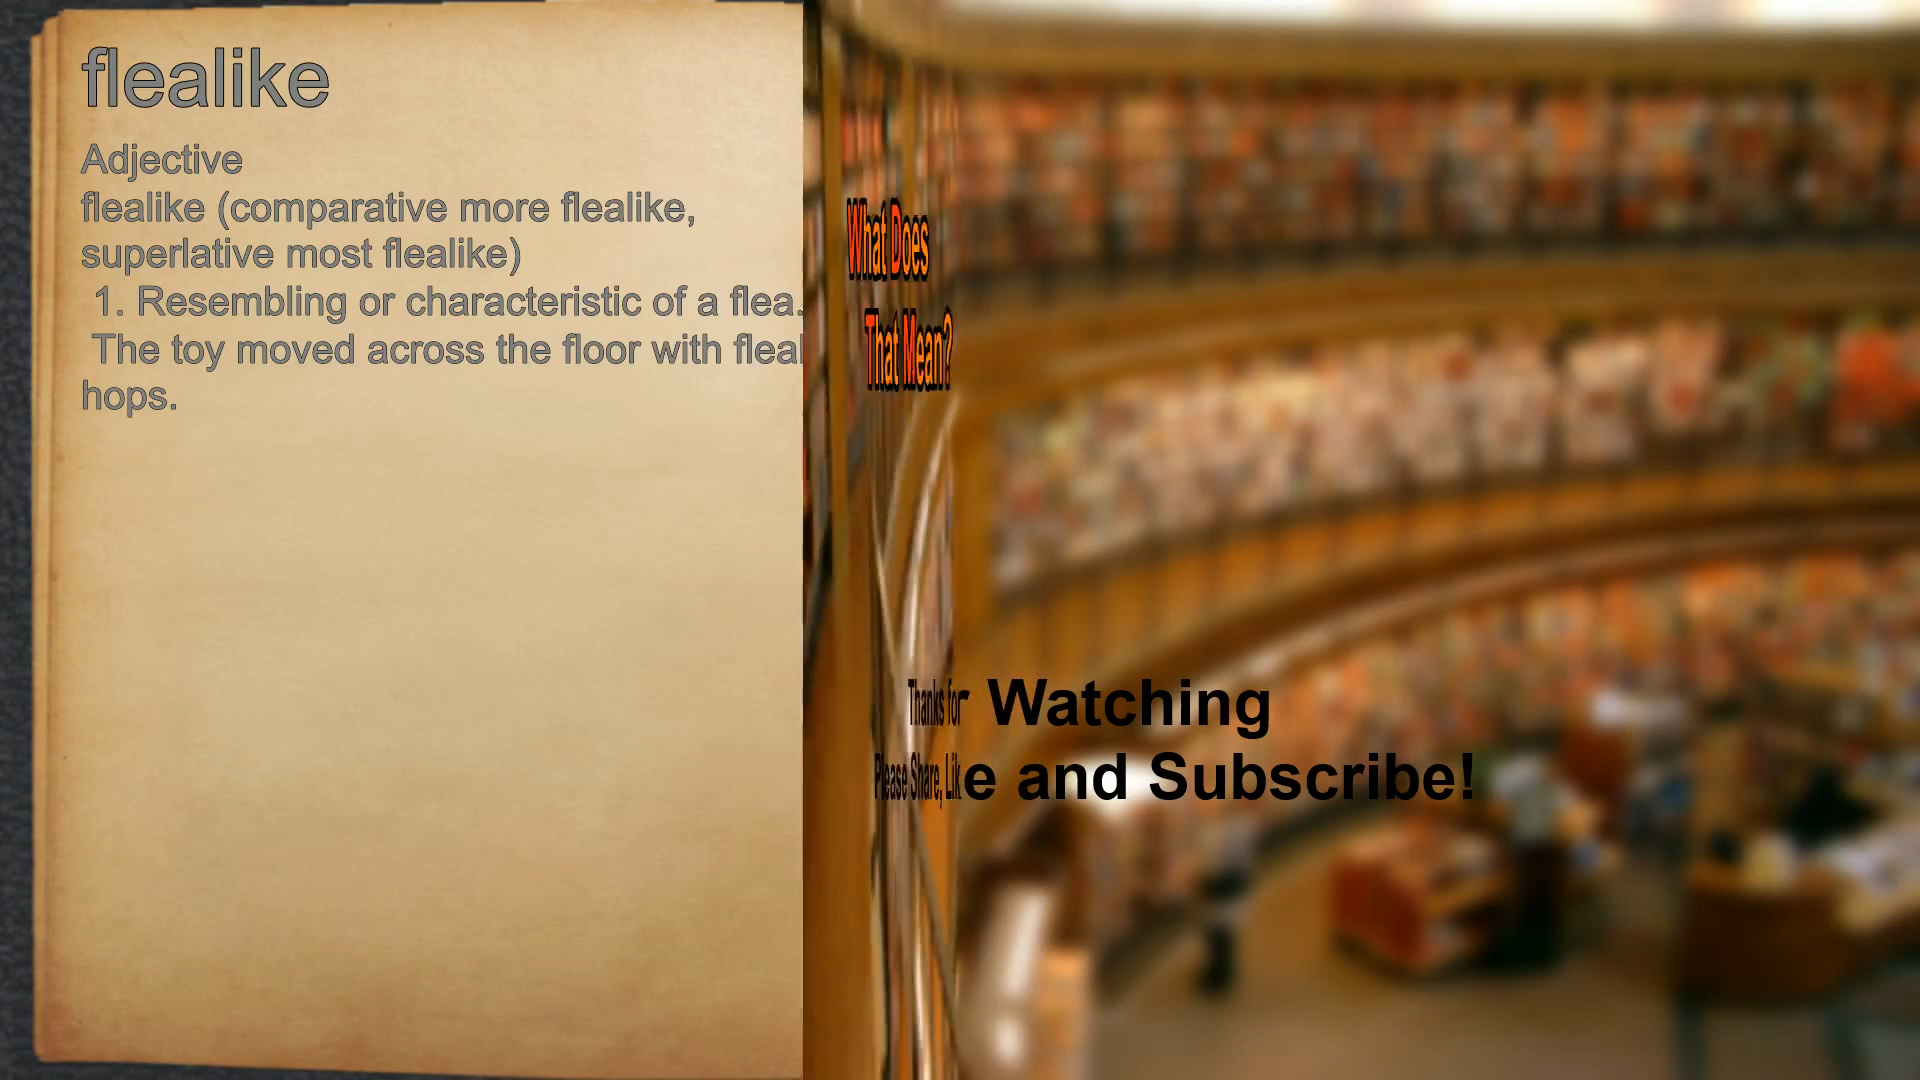 flealike
Adjective
flealike (comparative more flealike,
superlative most flealike)
1. Resembling or characteristic of a flea.
The toy moved across the floor with fleal
hops.
What Does
That Mean?
Thanks for Watching
Please Share, Like and Subscribe!